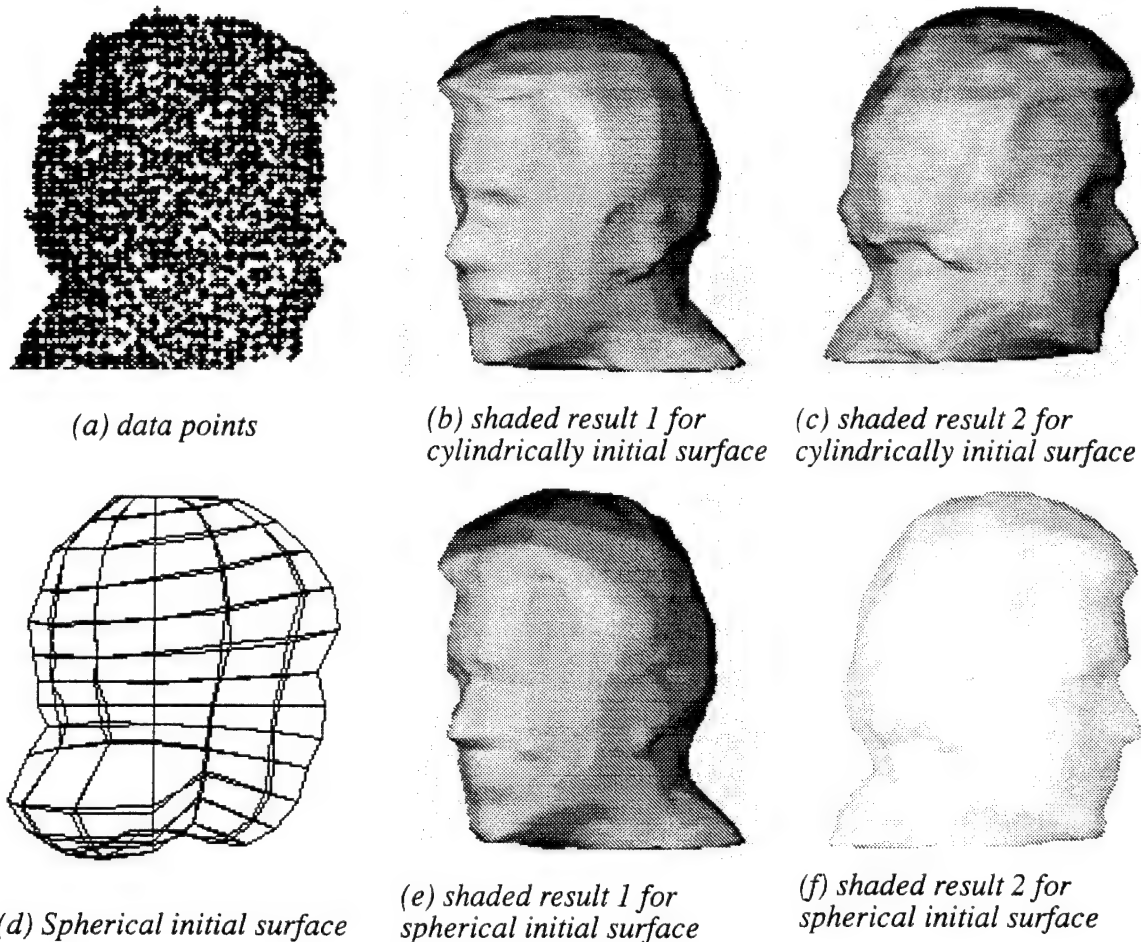 (a) data points
(b) shaded result 1 for
cylindrically initial surface
(c) shaded result 2 for
cylindrically initial surface
(d) Spherical initial surface
(e) shaded result 1 for
spherical initial surface
(f) shaded result 2 for
spherical initial surface